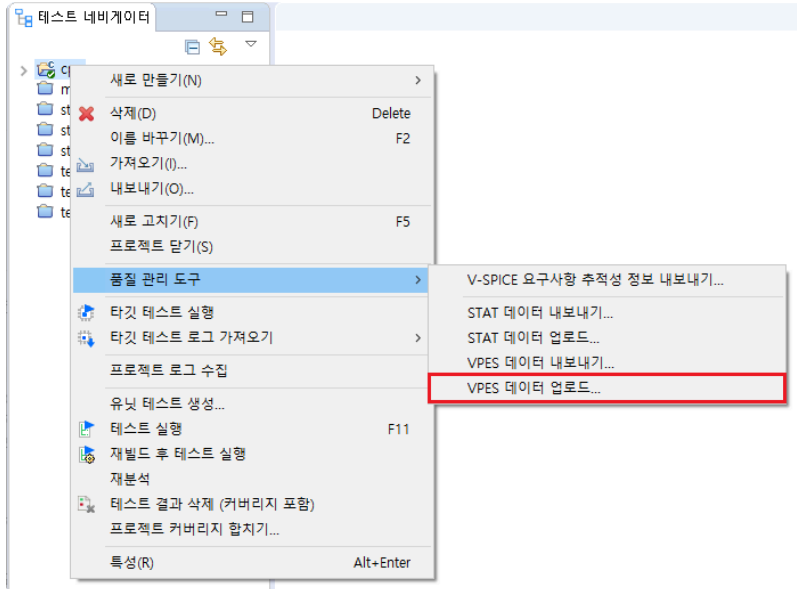 테스트 네비게이터
새로 만들기(N)
삭제(D) Delete
이름 바꾸기(M)... F2
가져오기(I)...
내보내기(O)...
새로 고치기(F) F5
프로젝트 닫기(S)
품질 관리 도구
V-SPICE 요구사항 추적성 정보 내보내기...
STAT 데이터 내보내기...
STAT 데이터 업로드...
VPES 데이터 내보내기...
VPES 데이터 업로드...
타깃 테스트 실행
타깃 테스트 로그 가져오기
프로젝트 로그 수집
유닛 테스트 생성...
테스트 실행 F11
재빌드 후 테스트 실행
재분석
테스트 결과 삭제 (커버리지 포함)
프로젝트 커버리지 합치기...
특성(R) Alt+Enter